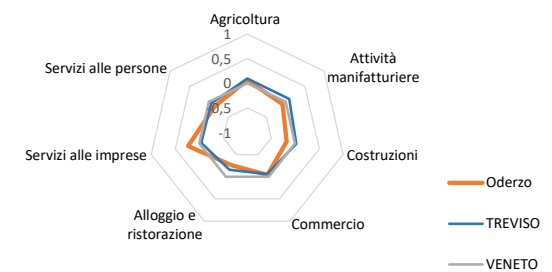 Agricoltura
1
0,5
0
-0,5
-1
Attività
manifatturiere
Costruzioni
Commercio
Alloggio e
ristorazione
Servizi alle imprese
Servizi alle persone
Oderzo
TREVISO
VENETO